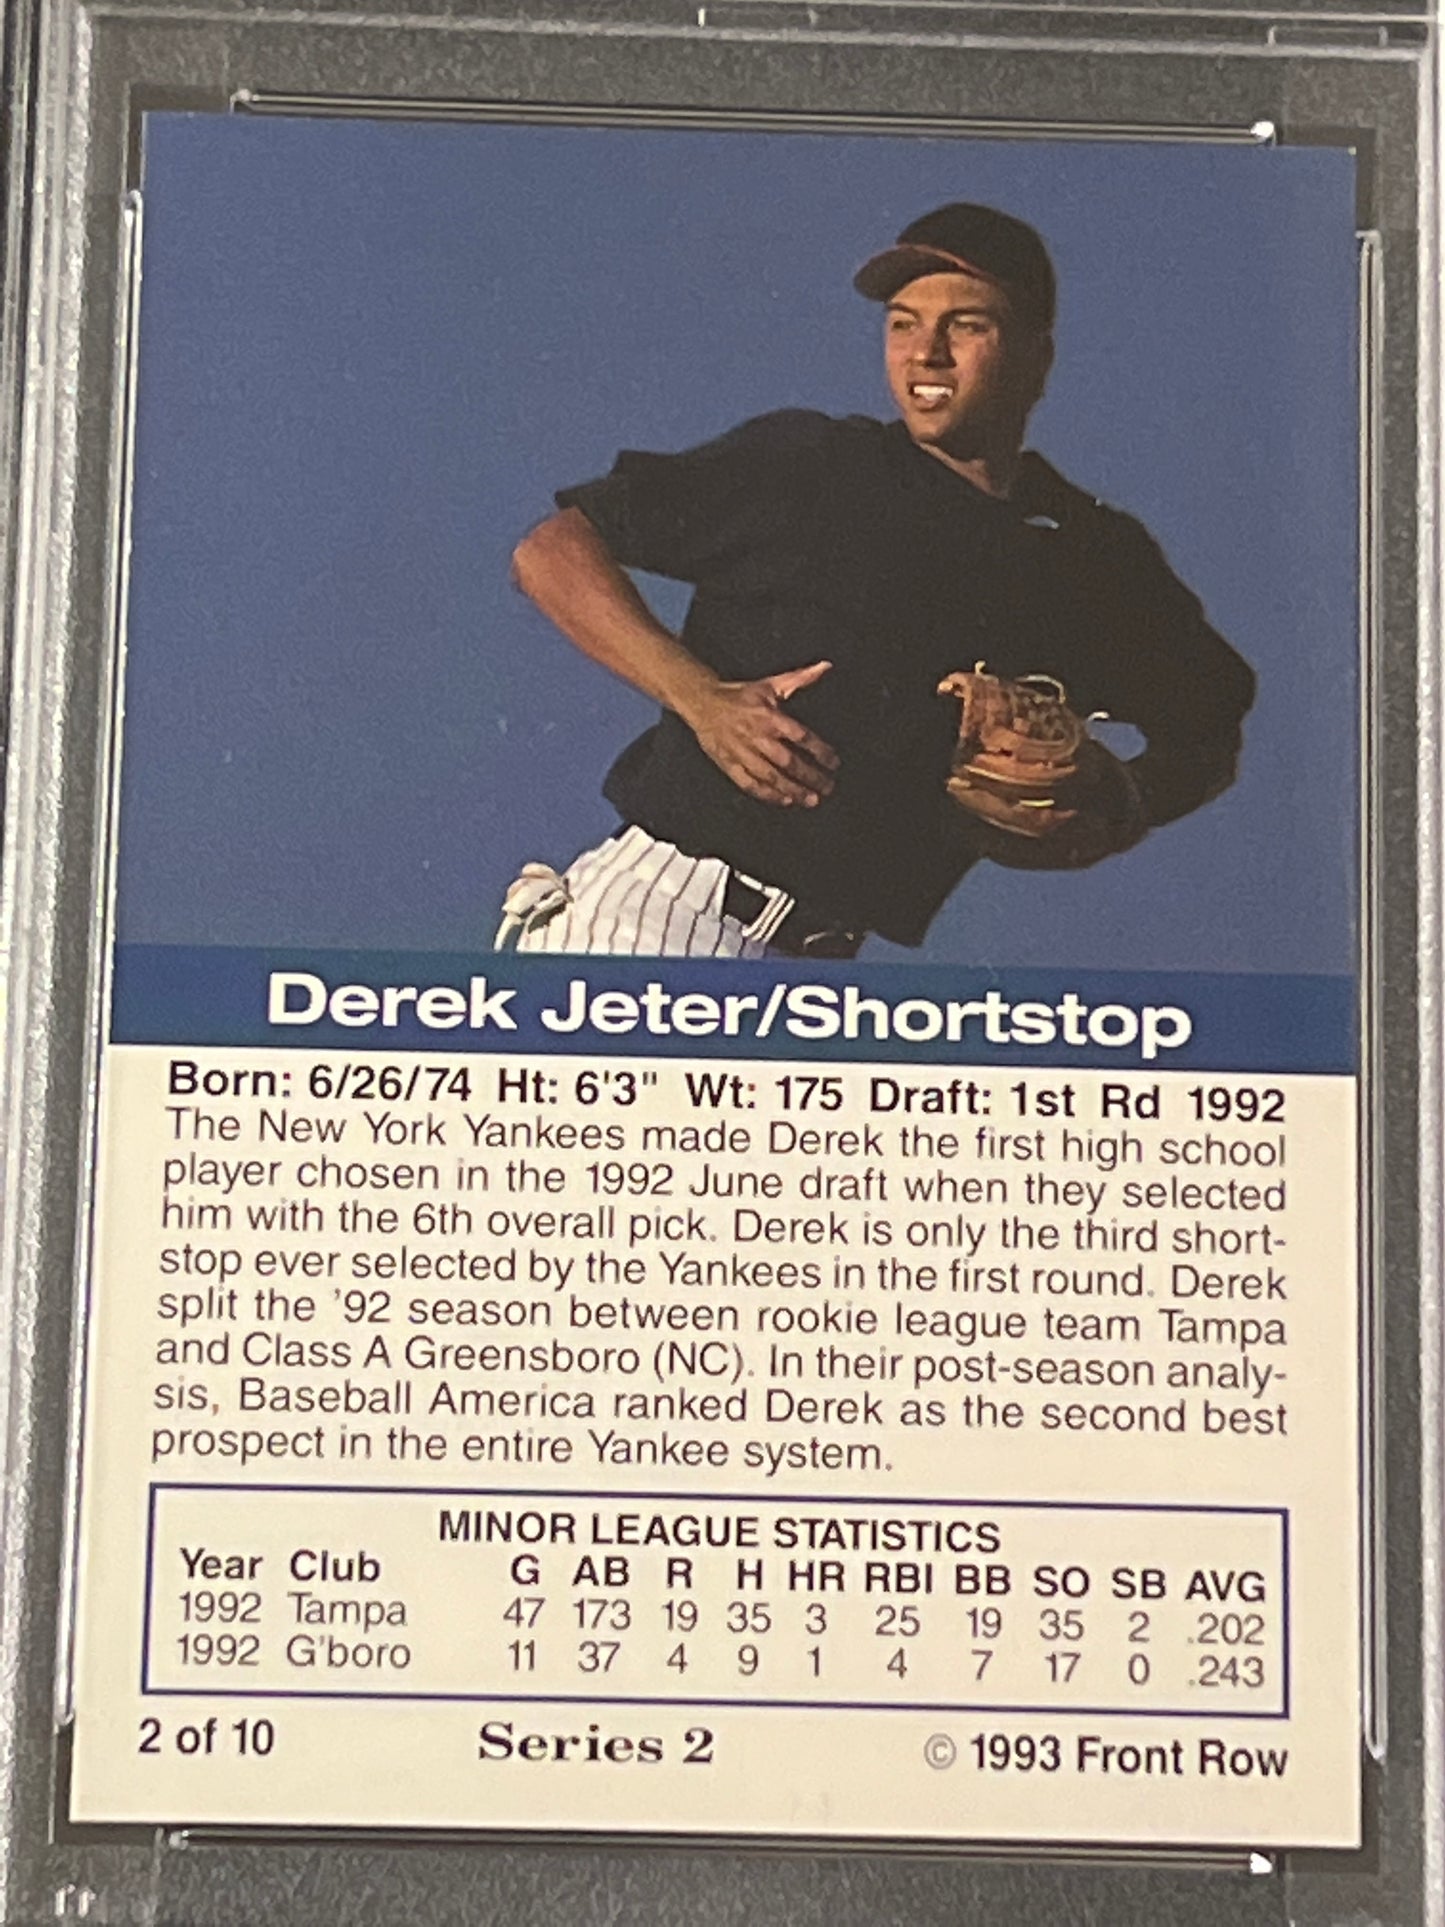 Derek Jeter/Shortstop
Born: 6/26/74 Ht: 6'3" Wt: 175 Draft: 1st Rd 1992
The New York Yankees made Derek the first high school
player chosen in the 1992 June draft when they selected
him with the 6th overall pick. Derek is only the third short-
stop ever selected by the Yankees in the first round. Derek
split the '92 season between rookie league team Tampa
and Class A Greensboro (NC). In their post-season analy-
sis, Baseball America ranked Derek as the second best
prospect in the entire Yankee system.
MINOR LEAGUE STATISTICS
Year Club G AB R H HR RBI BB SO SB AVG
1992 Tampa 47 173 19 35 3 25 19 35 2 .202
1992 G'boro 11 37 4 9 1 4 7 17 0 .243
2 of 10 Series 2 © 1993 Front Row